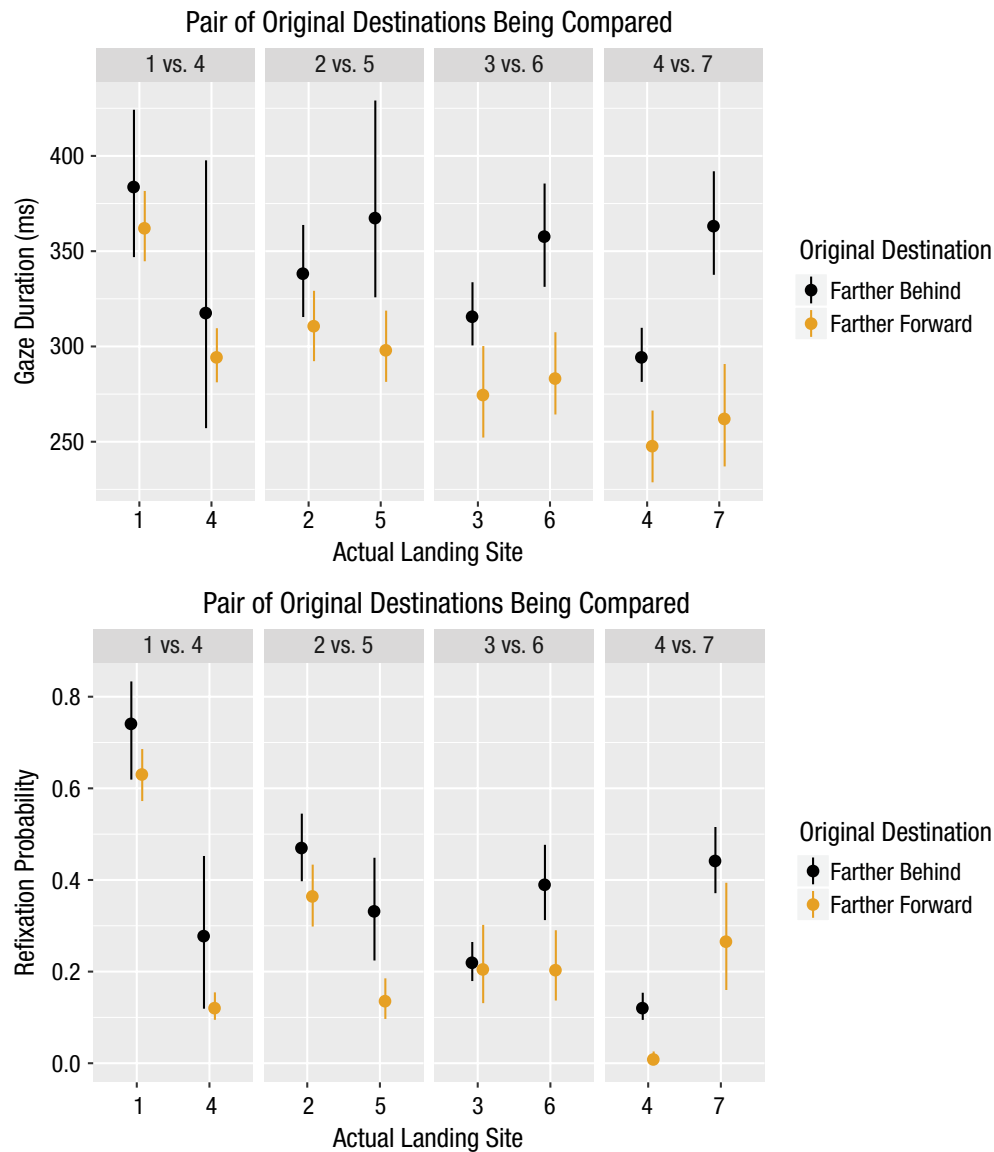 Pair of Original Destinations Being Compared
1 vs. 4
2 vs. 5
3 vs. 6
4 vs. 7
Gaze Duration (ms)
400
350
300
250
1
4
2
5
3
6
4
7
Actual Landing Site
Original Destination
Farther Behind
Farther Forward
Pair of Original Destinations Being Compared
1 vs. 4
2 vs. 5
3 vs. 6
4 vs. 7
Refixation Probability
0.8
0.6
0.4
0.2
0.0
1
4
2
5
3
6
4
7
Actual Landing Site
Original Destination
Farther Behind
Farther Forward